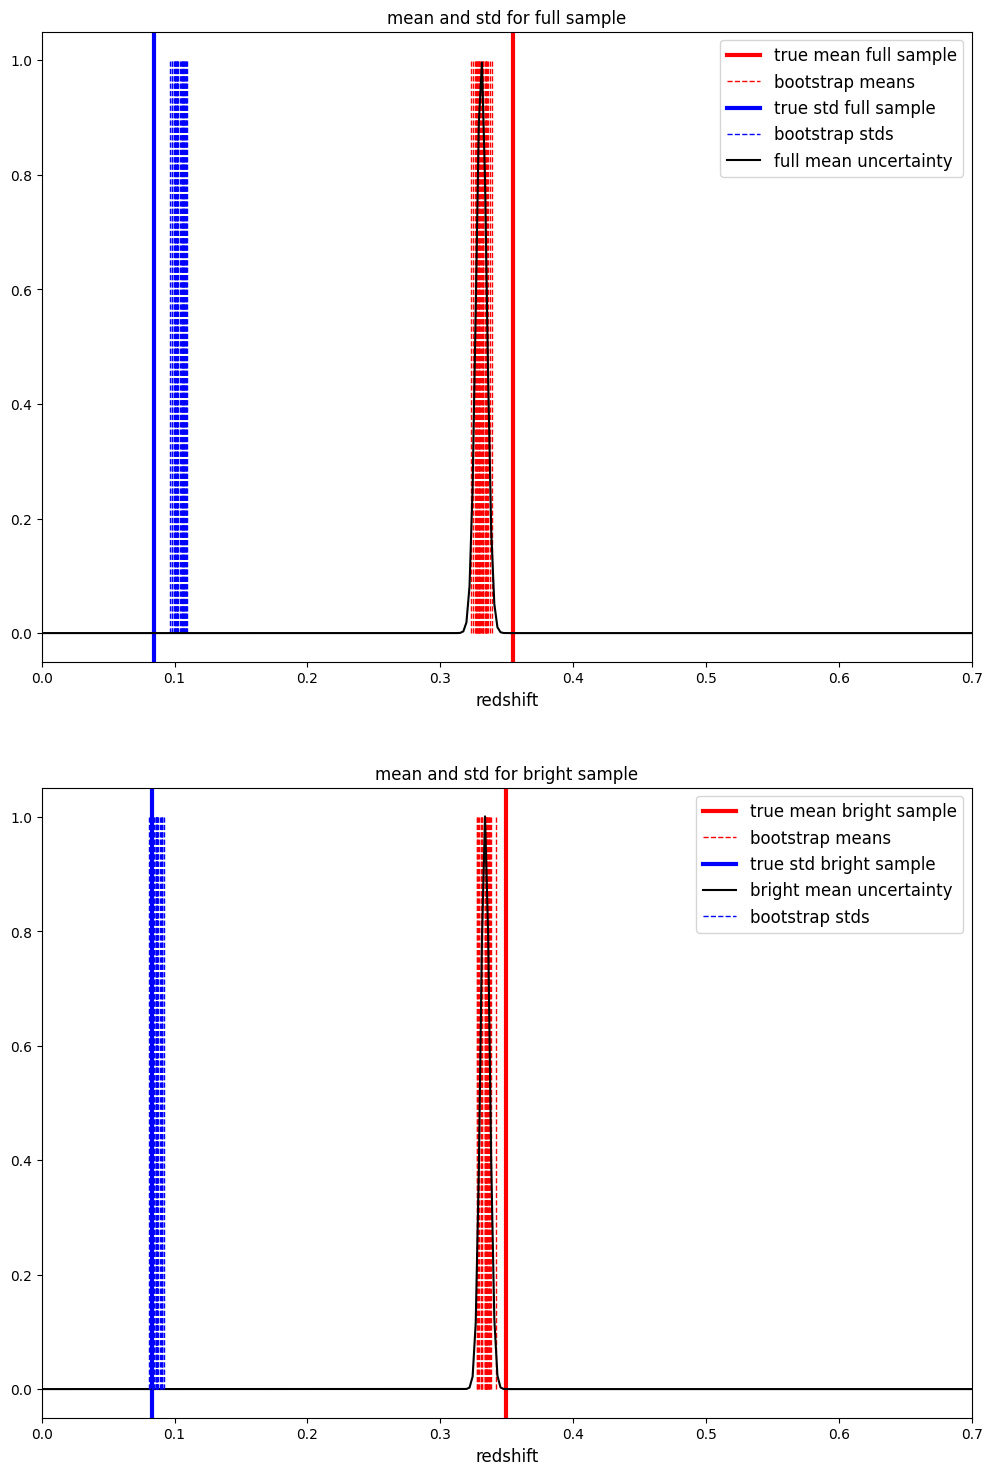 mean and std for full sample
1.0
true mean full sample
bootstrap means
true std full sample
bootstrap stds
full mean uncertainty
0.8
0.6
0.4
0.2
0.0
0.0 0.1 0.2 0.3 0.4 0.5 0.6 0.7
redshift
mean and std for bright sample
1.0
true mean bright sample
bootstrap means
true std bright sample
bright mean uncertainty
bootstrap stds
0.8
0.6
0.4
0.2
0.0
0.0 0.1 0.2 0.3 0.4 0.5 0.6 0.7
redshift